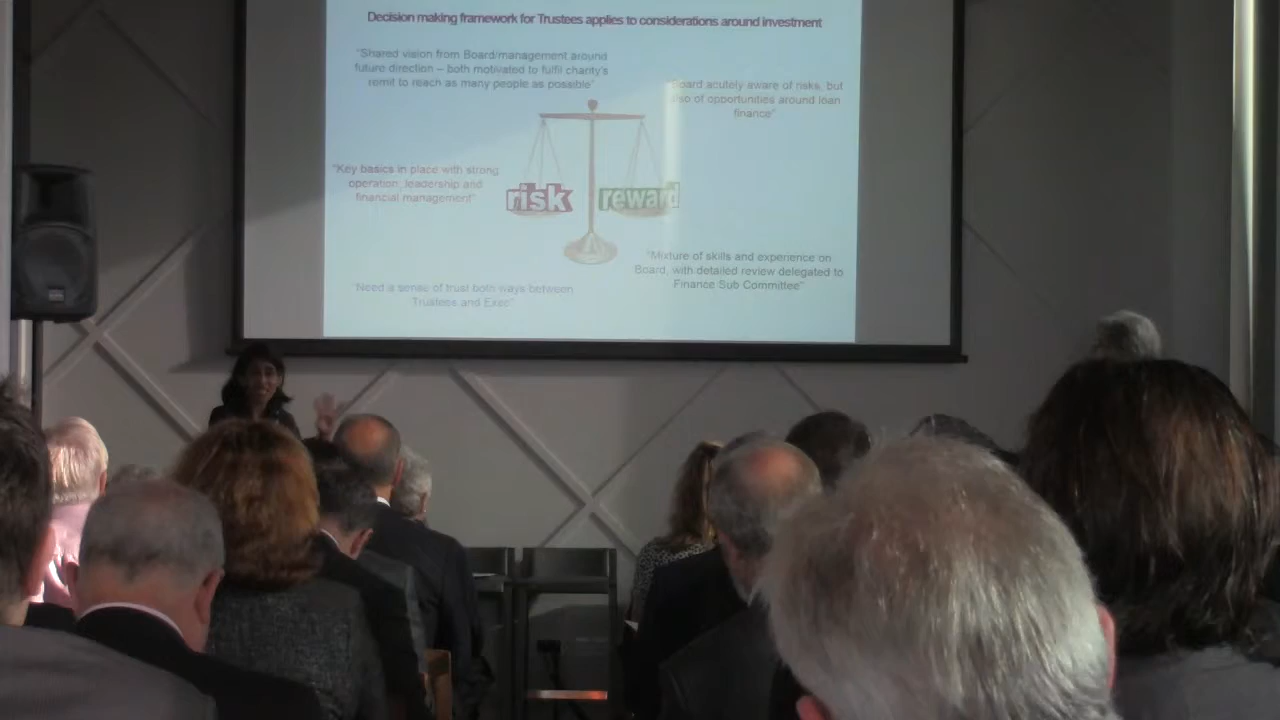 Decision making framework for Trustees applies to considerations around investment
"Shared vision from Board/management around
future direction – both motivated to fulfil charity's
remit to reach as many people as possible"
Board acutely aware of risks, but
also of opportunities around loan
finance"
"Key basics in place with strong
operation, leadership and
financial management"
risk reward
"Mixture of skills and experience on
Board, with detailed review delegated to
Finance Sub Committee"
"Need a sense of trust both ways between
Trustees and Exec"